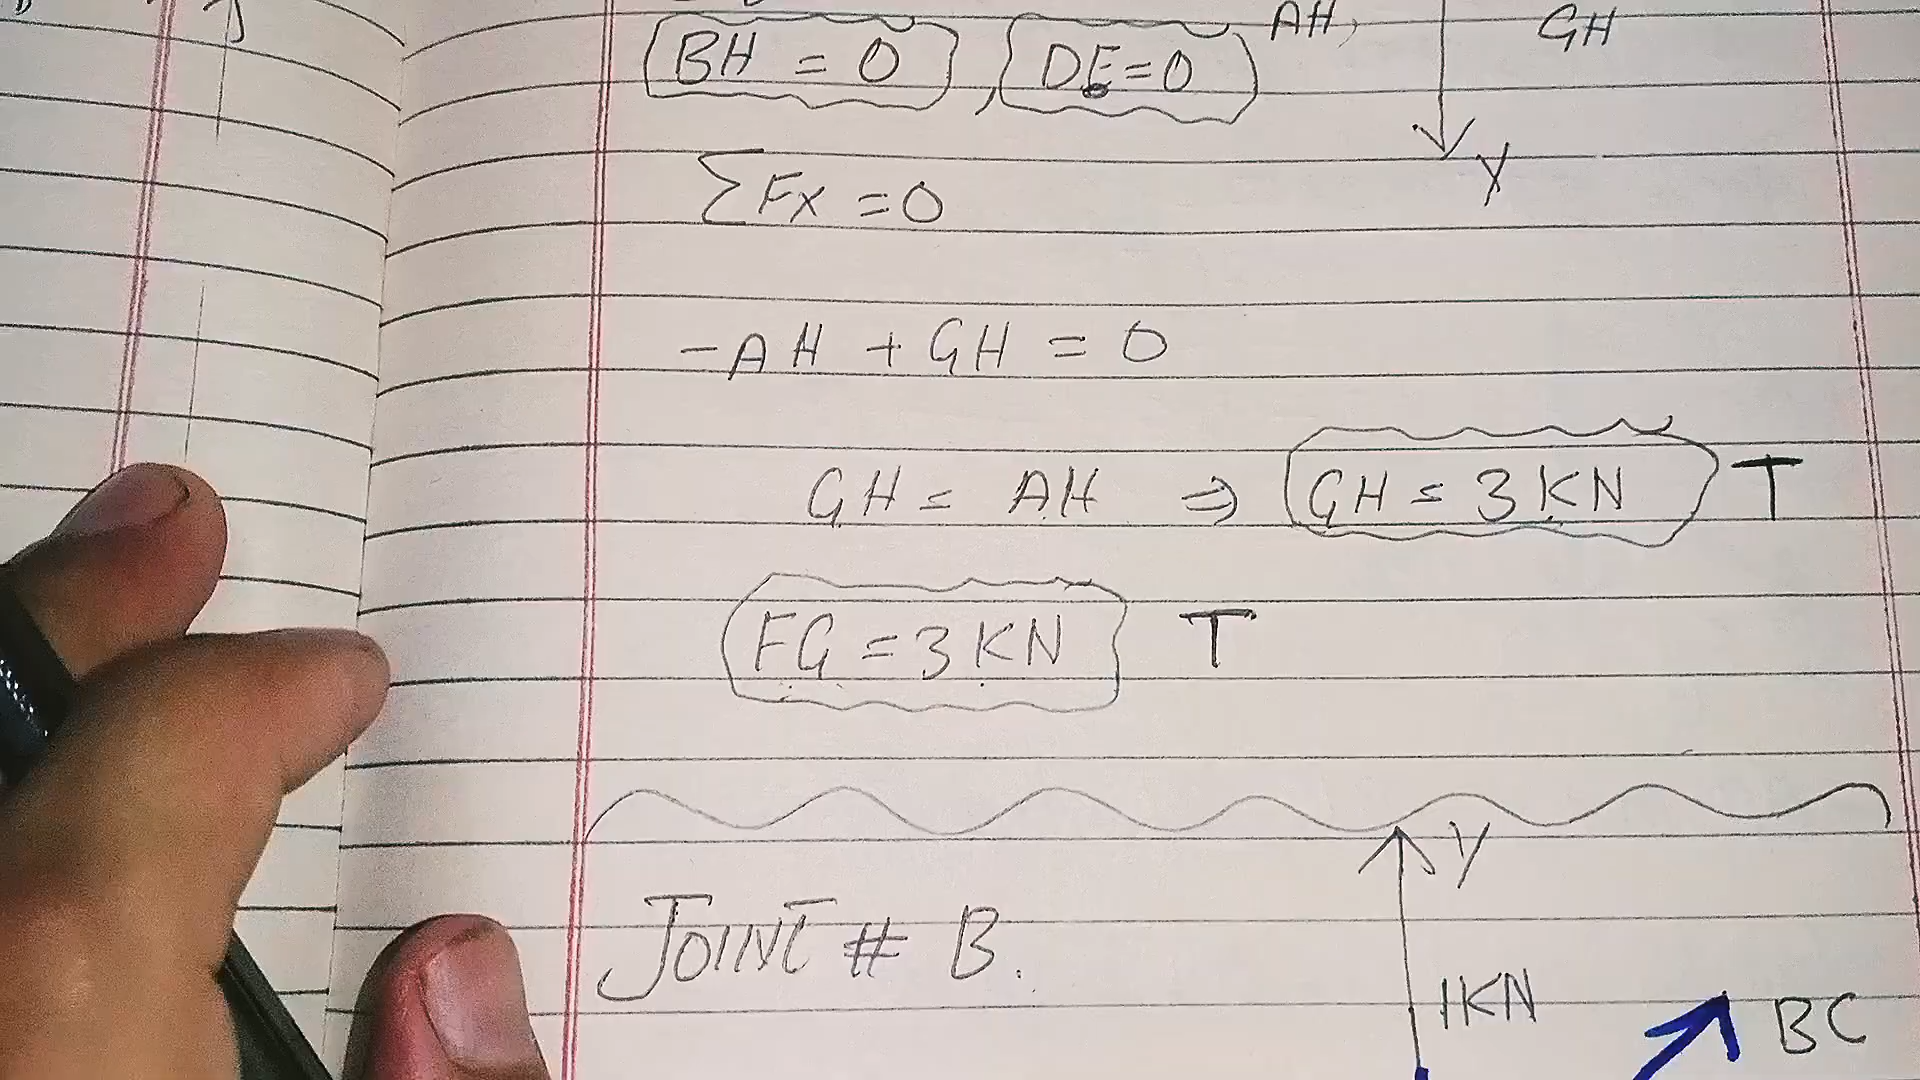 AH, GH
BH = 0 , DE = 0
Y
ΣFx = 0
-AH + GH = 0
GH = AH ⇒ GH = 3 KN T
FG = 3 KN T
Y
JOINT # B.
1KN
BC